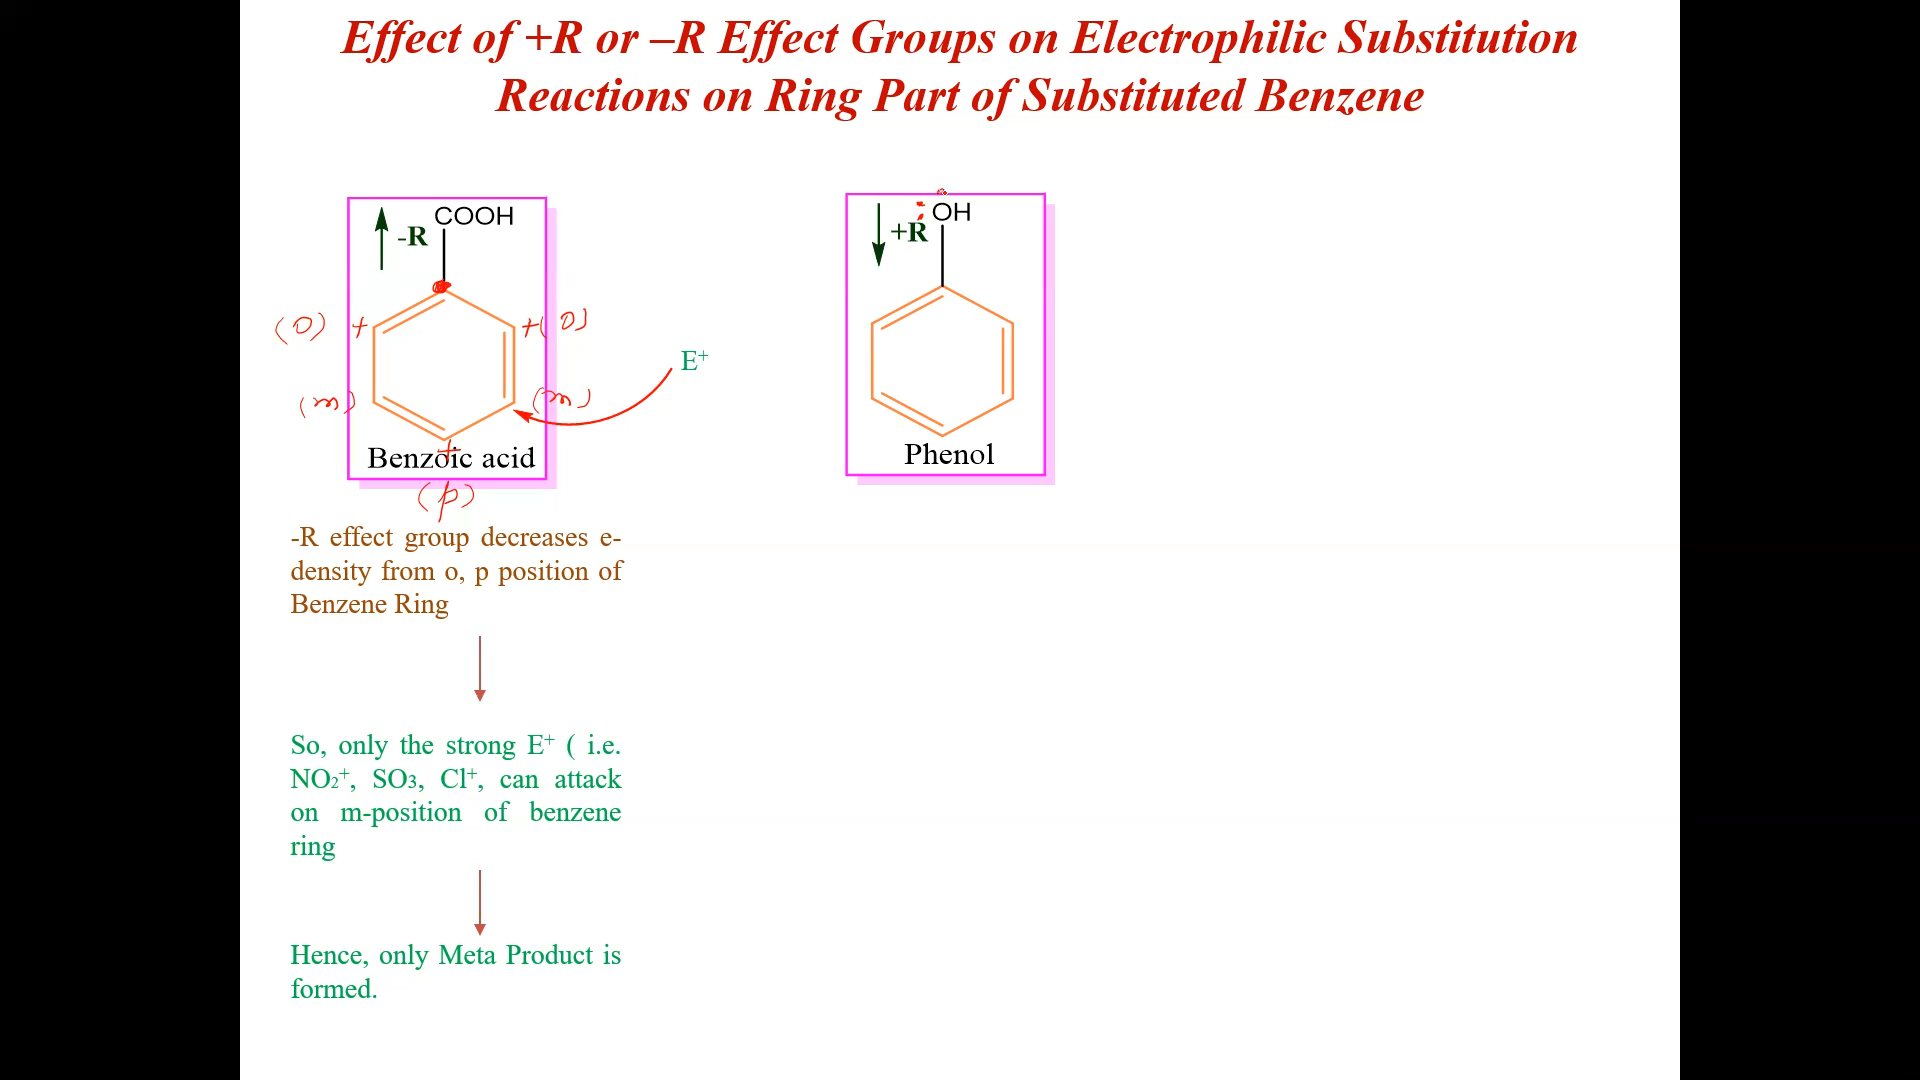 Effect of +R or –R Effect Groups on Electrophilic Substitution
Reactions on Ring Part of Substituted Benzene
COOH
-R
(o) + +(o)
(m) (m)
E⁺
+
Benzoic acid
(p)
OH
+R
Phenol
-R effect group decreases e-
density from o, p position of
Benzene Ring
So, only the strong E⁺ ( i.e.
NO₂⁺, SO₃, Cl⁺, can attack
on m-position of benzene
ring
Hence, only Meta Product is
formed.